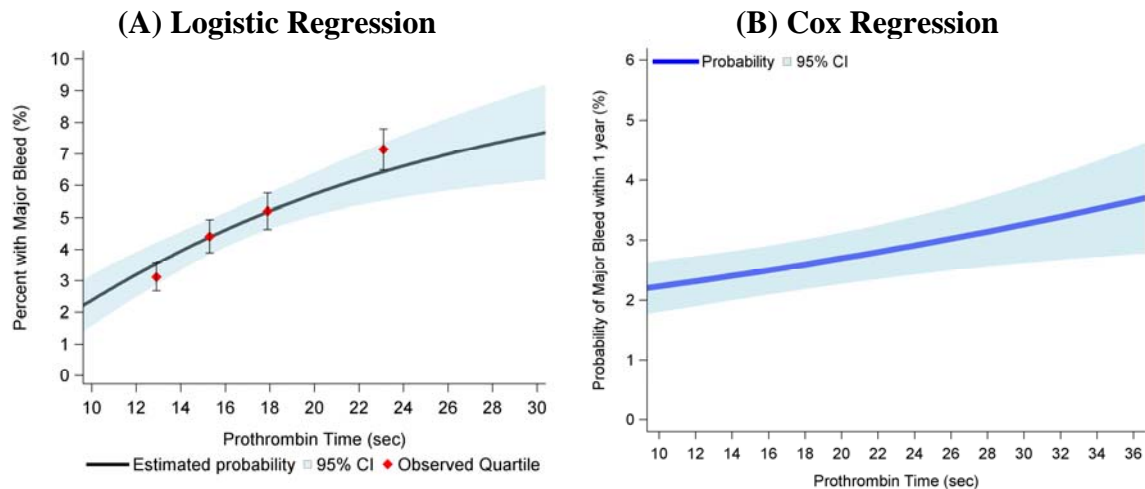 (A) Logistic Regression
Percent with Major Bleed (%)
10
9
8
7
6
5
4
3
2
1
0
10 12 14 16 18 20 22 24 26 28 30
Prothrombin Time (sec)
Estimated probability 95% CI Observed Quartile
(B) Cox Regression
Probability 95% CI
Probability of Major Bleed within 1 year (%)
6
5
4
3
2
1
0
10 12 14 16 18 20 22 24 26 28 30 32 34 36
Prothrombin Time (sec)